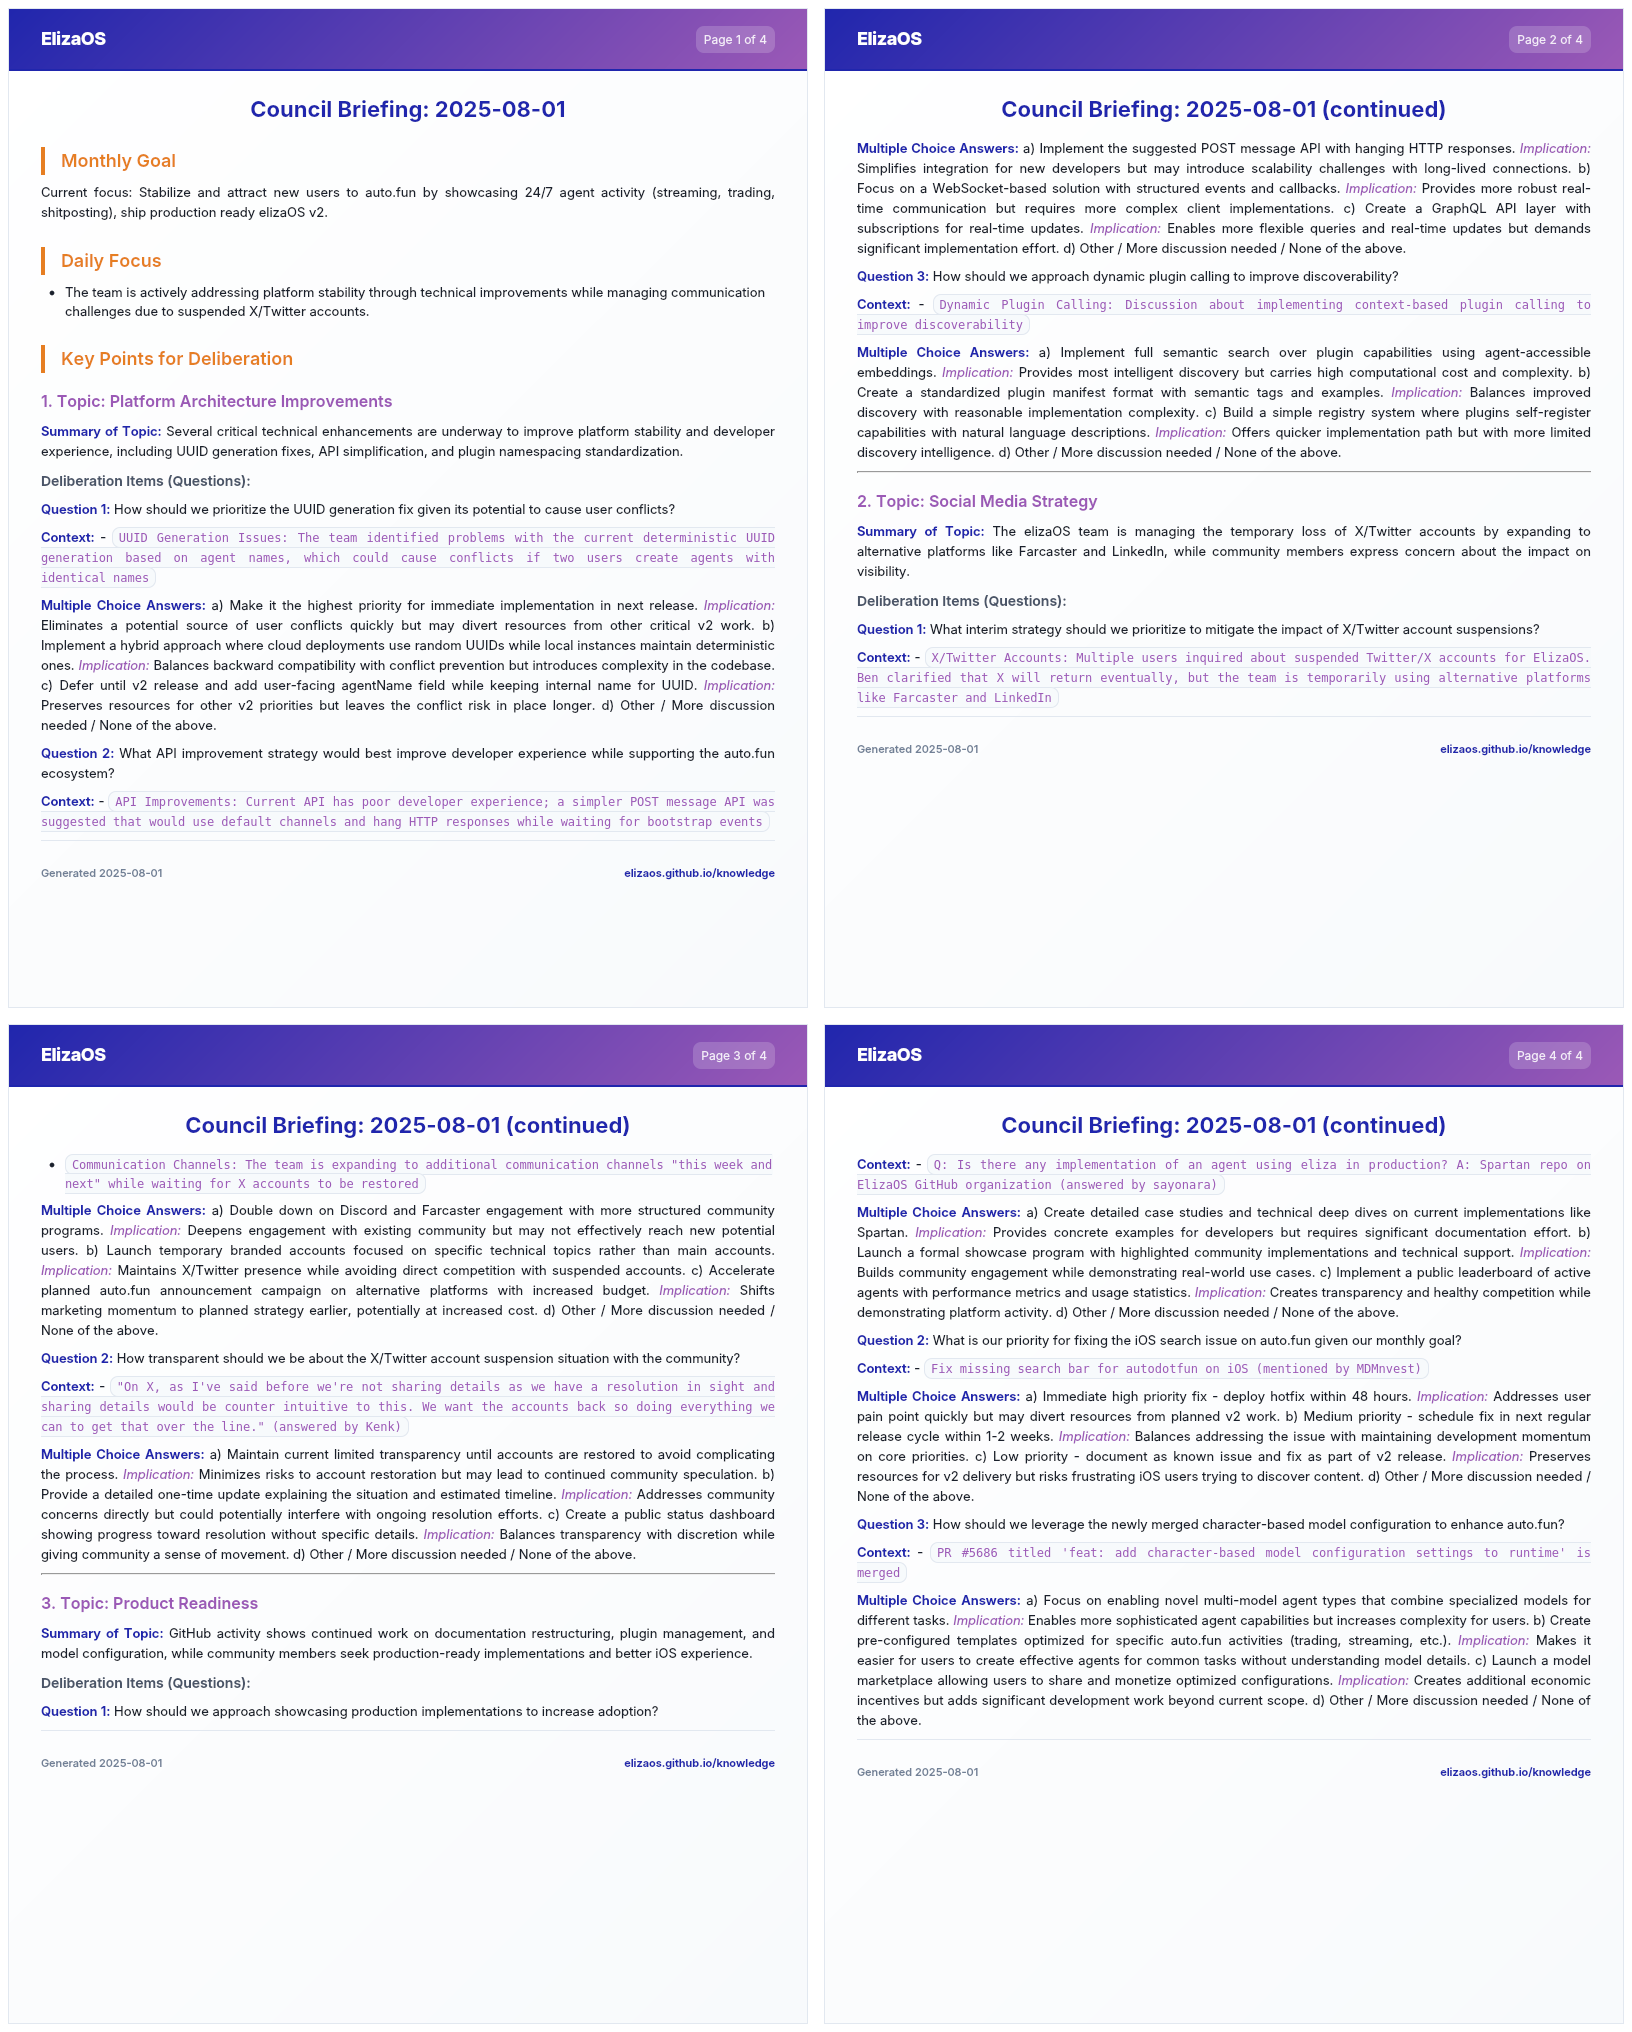 ElizaOS
Page 1 of 4
Council Briefing: 2025-08-01
Monthly Goal
Current focus: Stabilize and attract new users to auto.fun by showcasing 24/7 agent activity (streaming, trading,
shitposting), ship production ready elizaOS v2.
Daily Focus
• The team is actively addressing platform stability through technical improvements while managing communication
challenges due to suspended X/Twitter accounts.
Key Points for Deliberation
1. Topic: Platform Architecture Improvements
Summary of Topic: Several critical technical enhancements are underway to improve platform stability and developer
experience, including UUID generation fixes, API simplification, and plugin namespacing standardization.
Deliberation Items (Questions):
Question 1: How should we prioritize the UUID generation fix given its potential to cause user conflicts?
Context: - UUID Generation Issues: The team identified problems with the current deterministic UUID
generation based on agent names, which could cause conflicts if two users create agents with
identical names
Multiple Choice Answers: a) Make it the highest priority for immediate implementation in next release. Implication:
Eliminates a potential source of user conflicts quickly but may divert resources from other critical v2 work. b)
Implement a hybrid approach where cloud deployments use random UUIDs while local instances maintain deterministic
ones. Implication: Balances backward compatibility with conflict prevention but introduces complexity in the codebase.
c) Defer until v2 release and add user-facing agentName field while keeping internal name for UUID. Implication:
Preserves resources for other v2 priorities but leaves the conflict risk in place longer. d) Other / More discussion
needed / None of the above.
Question 2: What API improvement strategy would best improve developer experience while supporting the auto.fun
ecosystem?
Context: - API Improvements: Current API has poor developer experience; a simpler POST message API was
suggested that would use default channels and hang HTTP responses while waiting for bootstrap events
Generated 2025-08-01
elizaos.github.io/knowledge
ElizaOS
Page 2 of 4
Council Briefing: 2025-08-01 (continued)
Multiple Choice Answers: a) Implement the suggested POST message API with hanging HTTP responses. Implication:
Simplifies integration for new developers but may introduce scalability challenges with long-lived connections. b)
Focus on a WebSocket-based solution with structured events and callbacks. Implication: Provides more robust real-
time communication but requires more complex client implementations. c) Create a GraphQL API layer with
subscriptions for real-time updates. Implication: Enables more flexible queries and real-time updates but demands
significant implementation effort. d) Other / More discussion needed / None of the above.
Question 3: How should we approach dynamic plugin calling to improve discoverability?
Context: - Dynamic Plugin Calling: Discussion about implementing context-based plugin calling to
improve discoverability
Multiple Choice Answers: a) Implement full semantic search over plugin capabilities using agent-accessible
embeddings. Implication: Provides most intelligent discovery but carries high computational cost and complexity. b)
Create a standardized plugin manifest format with semantic tags and examples. Implication: Balances improved
discovery with reasonable implementation complexity. c) Build a simple registry system where plugins self-register
capabilities with natural language descriptions. Implication: Offers quicker implementation path but with more limited
discovery intelligence. d) Other / More discussion needed / None of the above.
2. Topic: Social Media Strategy
Summary of Topic: The elizaOS team is managing the temporary loss of X/Twitter accounts by expanding to
alternative platforms like Farcaster and LinkedIn, while community members express concern about the impact on
visibility.
Deliberation Items (Questions):
Question 1: What interim strategy should we prioritize to mitigate the impact of X/Twitter account suspensions?
Context: - X/Twitter Accounts: Multiple users inquired about suspended Twitter/X accounts for ElizaOS.
Ben clarified that X will return eventually, but the team is temporarily using alternative platforms
like Farcaster and LinkedIn
Generated 2025-08-01
elizaos.github.io/knowledge
ElizaOS
Page 3 of 4
Council Briefing: 2025-08-01 (continued)
• Communication Channels: The team is expanding to additional communication channels "this week and
next" while waiting for X accounts to be restored
Multiple Choice Answers: a) Double down on Discord and Farcaster engagement with more structured community
programs. Implication: Deepens engagement with existing community but may not effectively reach new potential
users. b) Launch temporary branded accounts focused on specific technical topics rather than main accounts.
Implication: Maintains X/Twitter presence while avoiding direct competition with suspended accounts. c) Accelerate
planned auto.fun announcement campaign on alternative platforms with increased budget. Implication: Shifts
marketing momentum to planned strategy earlier, potentially at increased cost. d) Other / More discussion needed /
None of the above.
Question 2: How transparent should we be about the X/Twitter account suspension situation with the community?
Context: - "On X, as I've said before we're not sharing details as we have a resolution in sight and
sharing details would be counter intuitive to this. We want the accounts back so doing everything we
can to get that over the line." (answered by Kenk)
Multiple Choice Answers: a) Maintain current limited transparency until accounts are restored to avoid complicating
the process. Implication: Minimizes risks to account restoration but may lead to continued community speculation. b)
Provide a detailed one-time update explaining the situation and estimated timeline. Implication: Addresses community
concerns directly but could potentially interfere with ongoing resolution efforts. c) Create a public status dashboard
showing progress toward resolution without specific details. Implication: Balances transparency with discretion while
giving community a sense of movement. d) Other / More discussion needed / None of the above.
3. Topic: Product Readiness
Summary of Topic: GitHub activity shows continued work on documentation restructuring, plugin management, and
model configuration, while community members seek production-ready implementations and better iOS experience.
Deliberation Items (Questions):
Question 1: How should we approach showcasing production implementations to increase adoption?
Generated 2025-08-01
elizaos.github.io/knowledge
ElizaOS
Page 4 of 4
Council Briefing: 2025-08-01 (continued)
Context: - Q: Is there any implementation of an agent using eliza in production? A: Spartan repo on
ElizaOS GitHub organization (answered by sayonara)
Multiple Choice Answers: a) Create detailed case studies and technical deep dives on current implementations like
Spartan. Implication: Provides concrete examples for developers but requires significant documentation effort. b)
Launch a formal showcase program with highlighted community implementations and technical support. Implication:
Builds community engagement while demonstrating real-world use cases. c) Implement a public leaderboard of active
agents with performance metrics and usage statistics. Implication: Creates transparency and healthy competition while
demonstrating platform activity. d) Other / More discussion needed / None of the above.
Question 2: What is our priority for fixing the iOS search issue on auto.fun given our monthly goal?
Context: - Fix missing search bar for autodotfun on iOS (mentioned by MDMnvest)
Multiple Choice Answers: a) Immediate high priority fix - deploy hotfix within 48 hours. Implication: Addresses user
pain point quickly but may divert resources from planned v2 work. b) Medium priority - schedule fix in next regular
release cycle within 1-2 weeks. Implication: Balances addressing the issue with maintaining development momentum
on core priorities. c) Low priority - document as known issue and fix as part of v2 release. Implication: Preserves
resources for v2 delivery but risks frustrating iOS users trying to discover content. d) Other / More discussion needed /
None of the above.
Question 3: How should we leverage the newly merged character-based model configuration to enhance auto.fun?
Context: - PR #5686 titled 'feat: add character-based model configuration settings to runtime' is
merged
Multiple Choice Answers: a) Focus on enabling novel multi-model agent types that combine specialized models for
different tasks. Implication: Enables more sophisticated agent capabilities but increases complexity for users. b) Create
pre-configured templates optimized for specific auto.fun activities (trading, streaming, etc.). Implication: Makes it
easier for users to create effective agents for common tasks without understanding model details. c) Launch a model
marketplace allowing users to share and monetize optimized configurations. Implication: Creates additional economic
incentives but adds significant development work beyond current scope. d) Other / More discussion needed / None of
the above.
Generated 2025-08-01
elizaos.github.io/knowledge